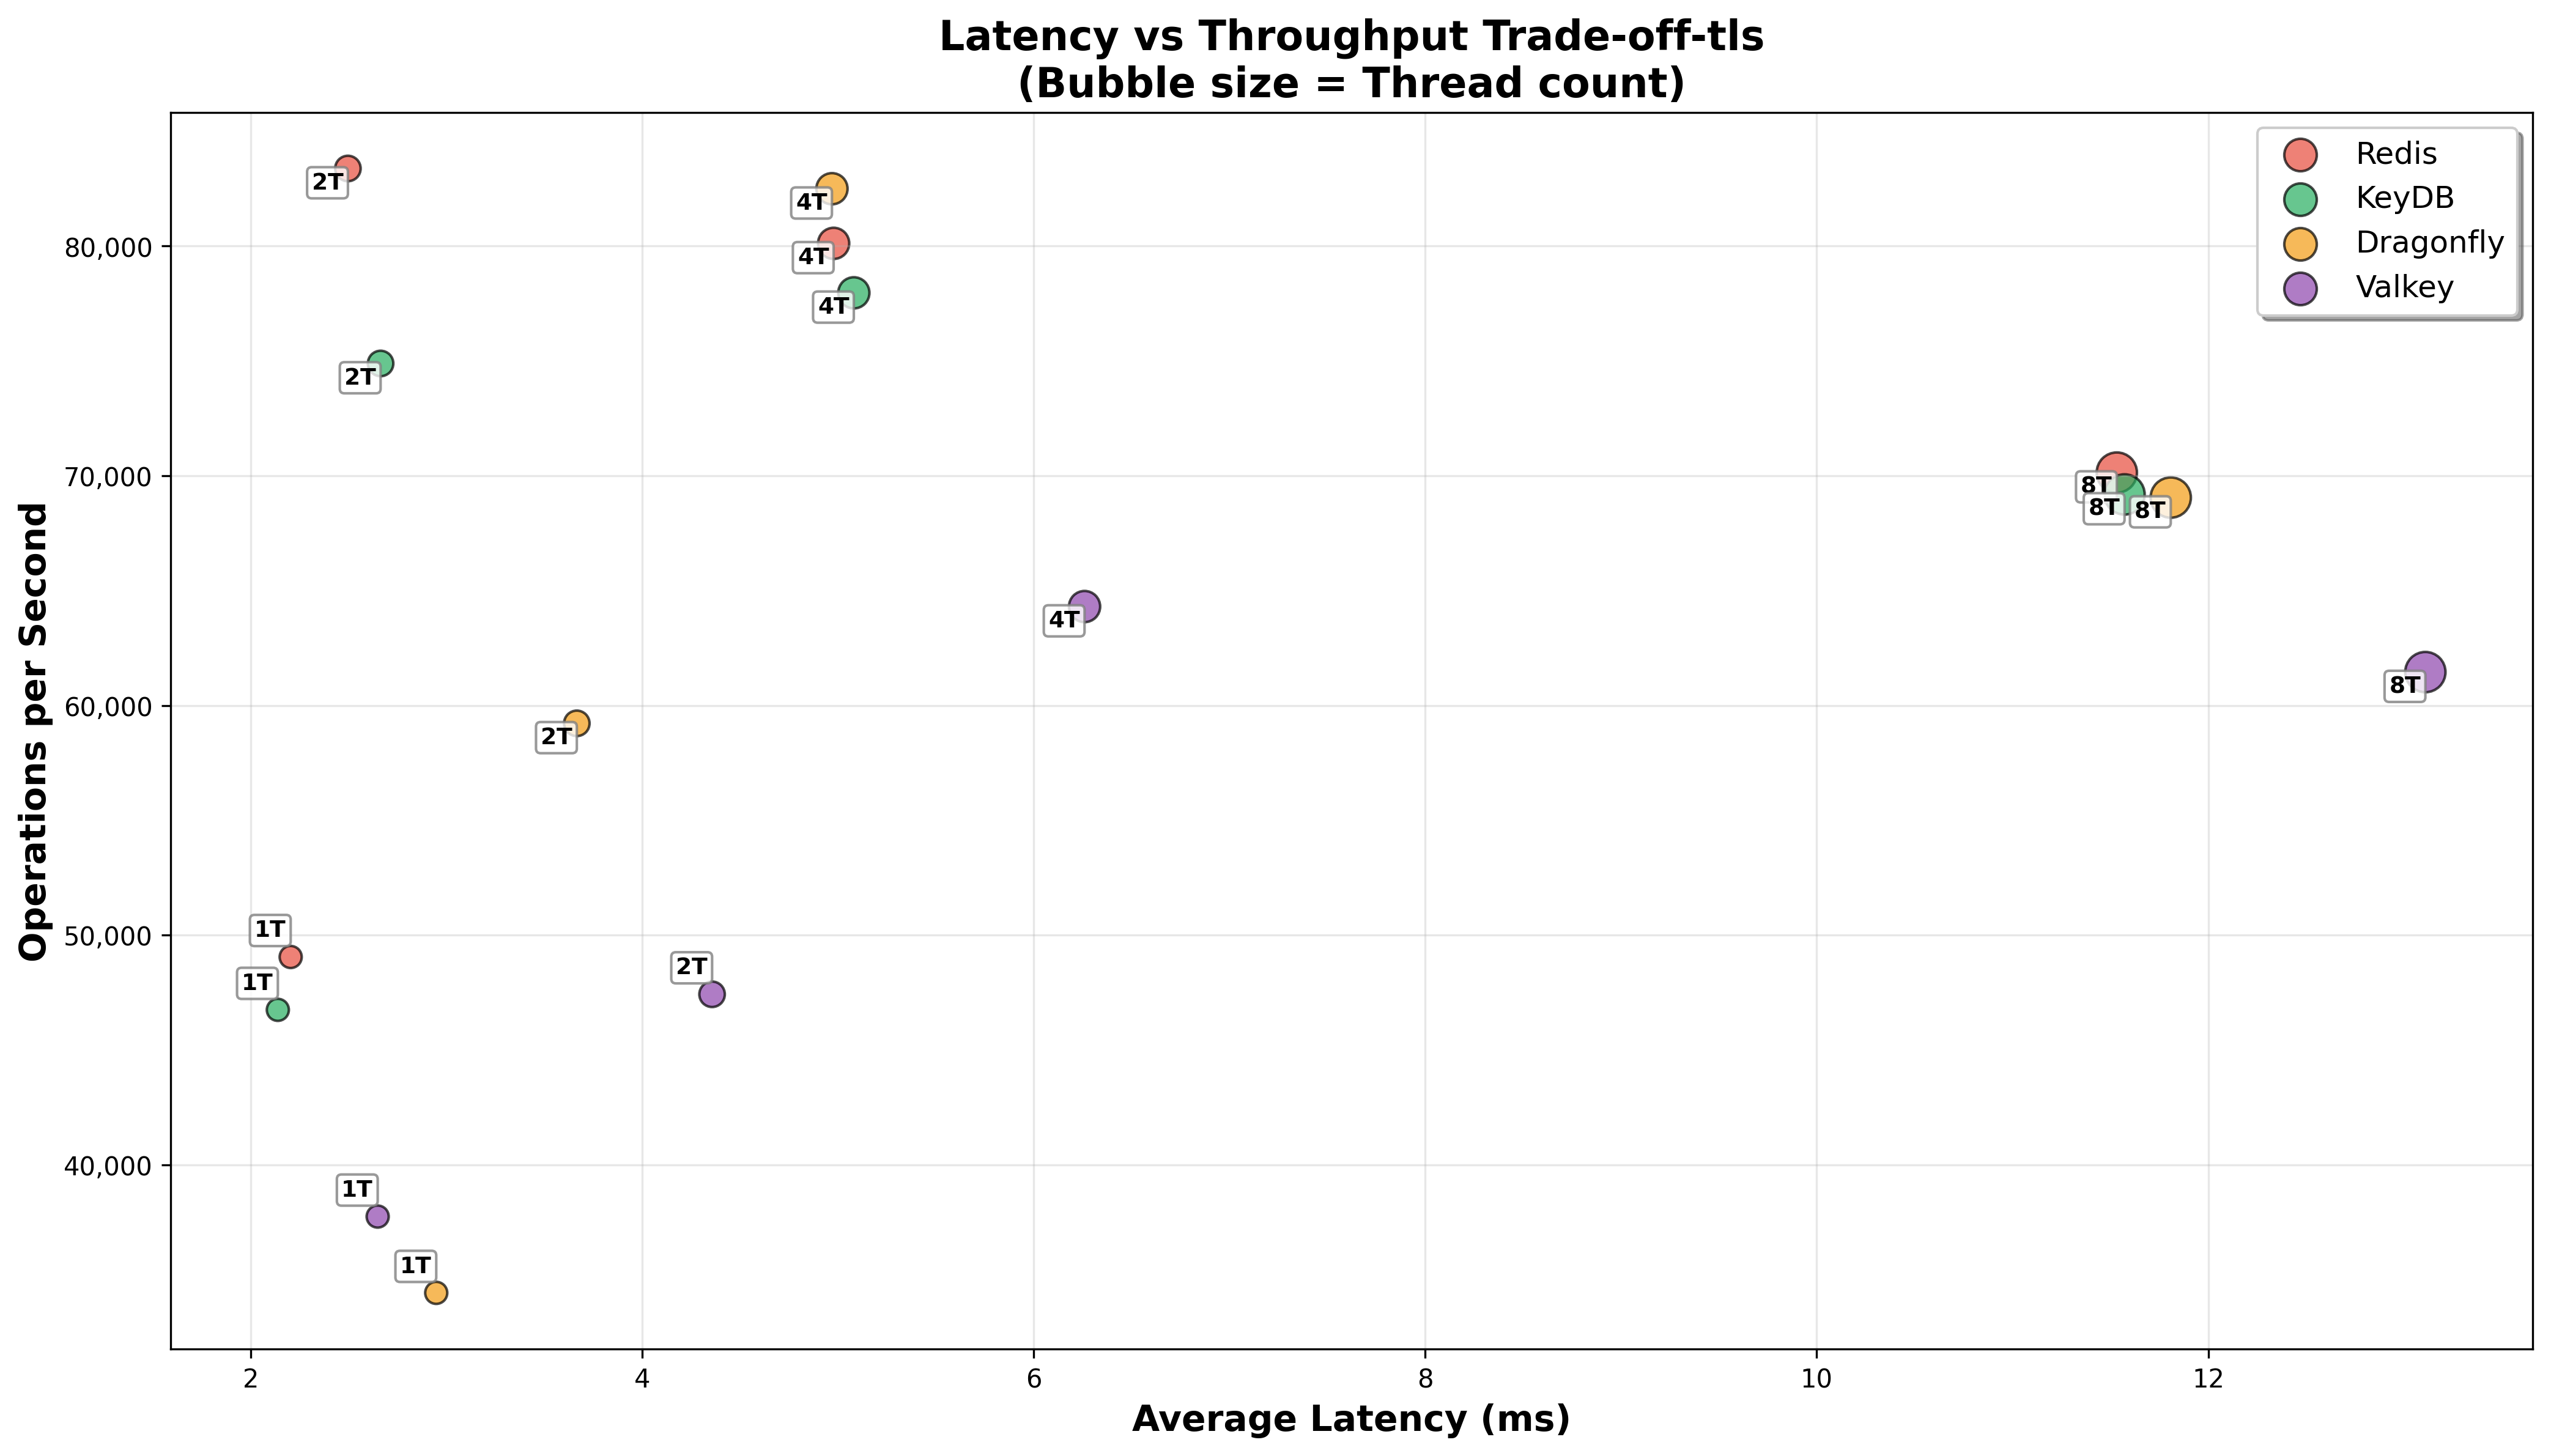 Latency vs Throughput Trade-off-tls
(Bubble size = Thread count)
Redis
KeyDB
Dragonfly
Valkey
Operations per Second
80,000
70,000
60,000
50,000
40,000
2T
4T
4T
4T
2T
8T
8T
8T
4T
8T
2T
1T
2T
1T
1T
1T
2
4
6
8
10
12
Average Latency (ms)